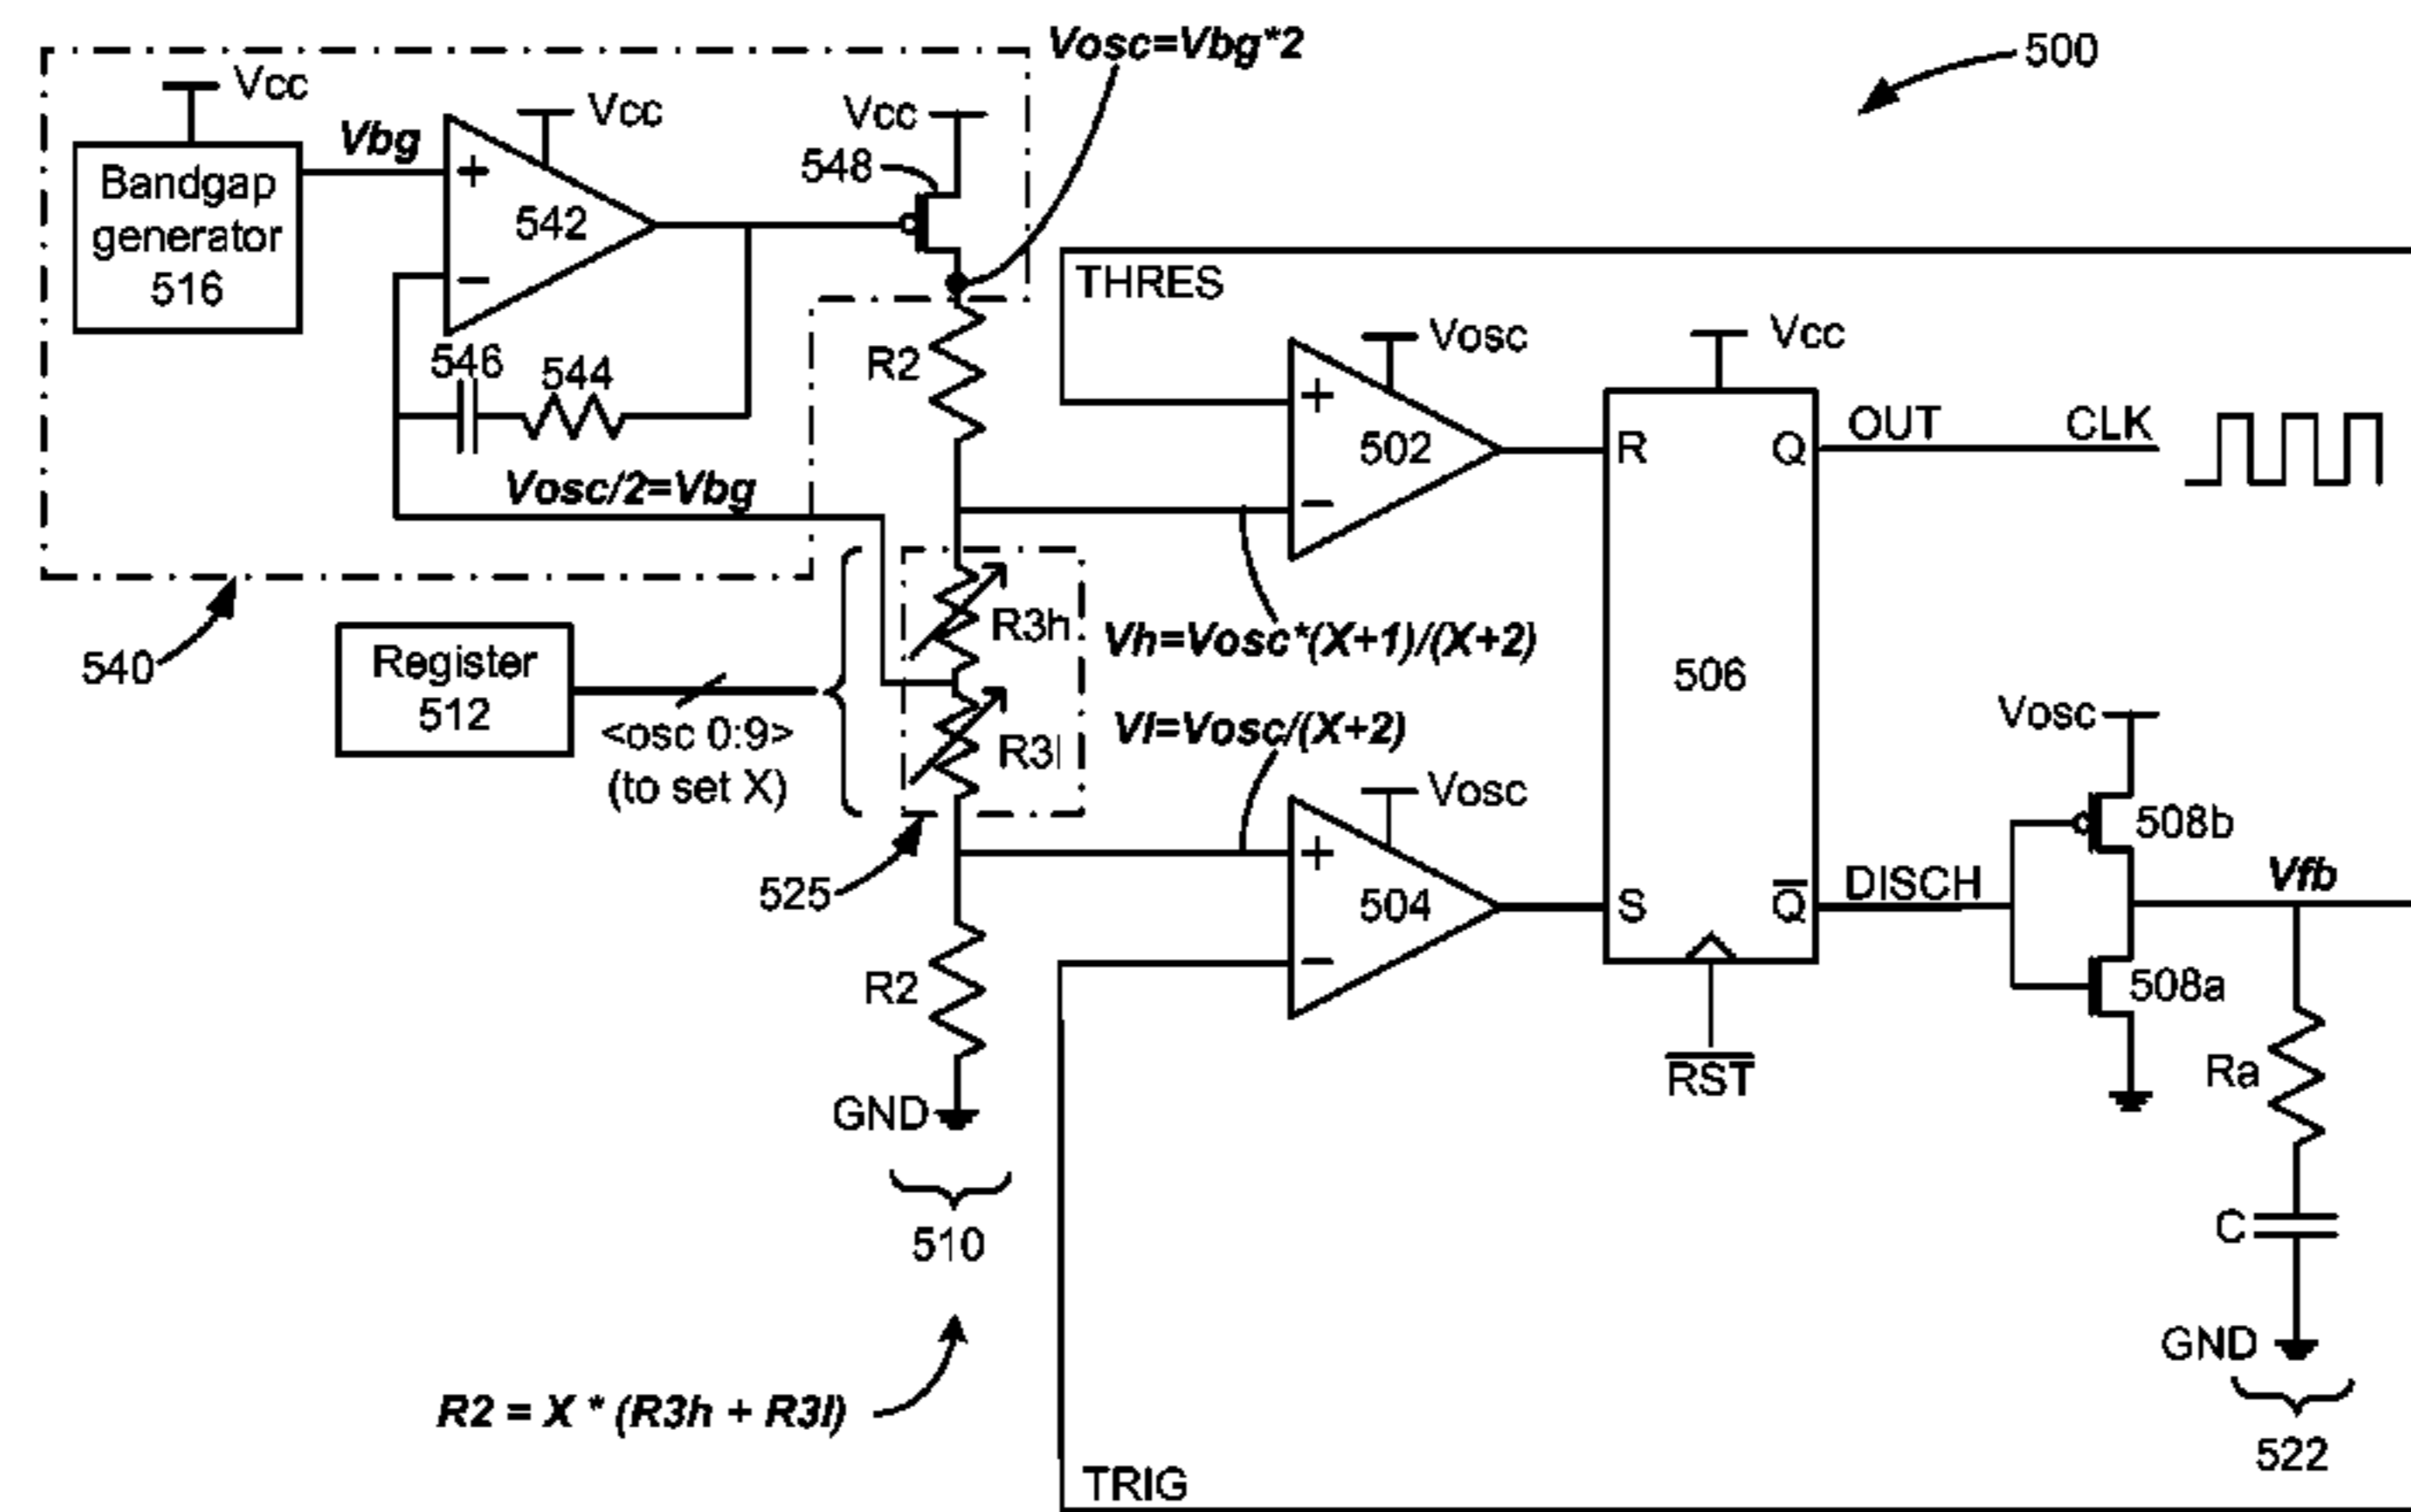 Vosc=Vbg*2
500
Vcc
Vcc
Vcc
Vbg
548
Bandgap
generator
516
+
542
−
THRES
546
544
R2
Vosc
Vcc
+
502
−
R
Q
OUT
CLK
Vosc/2=Vbg
540
Register
512
<osc 0:9>
(to set X)
R3h
R3l
Vh=Vosc*(X+1)/(X+2)
Vl=Vosc/(X+2)
506
525
Vosc
+
504
−
S
Q̅
DISCH
Vosc
508b
Vfb
508a
R2
R̅S̅T̅
Ra
GND
510
C
GND
R2 = X * (R3h + R3l)
522
TRIG